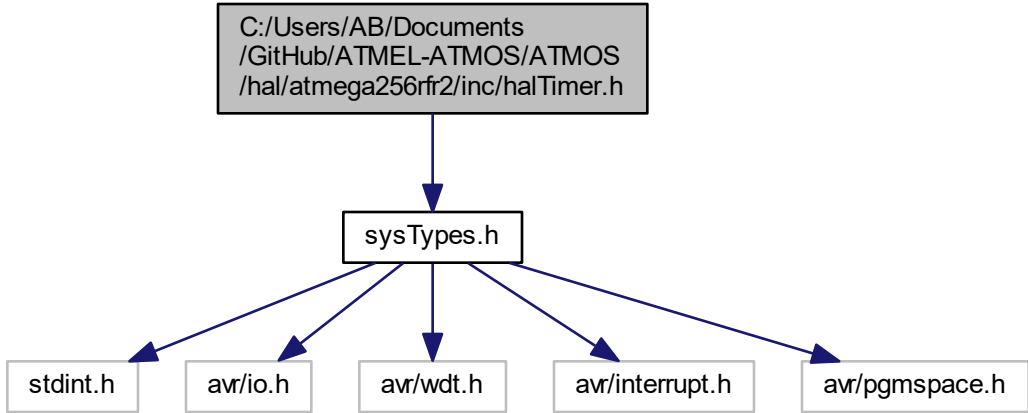 C:/Users/AB/Documents
/GitHub/ATMEL-ATMOS/ATMOS
/hal/atmega256rfr2/inc/halTimer.h
sysTypes.h
stdint.h
avr/io.h
avr/wdt.h
avr/interrupt.h
avr/pgmspace.h